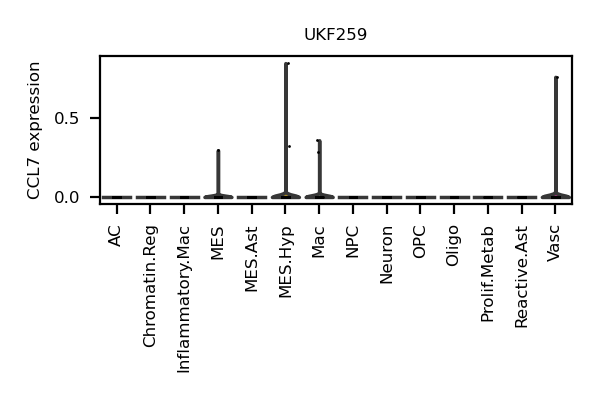 UKF259
CCL7 expression
0.5
0.0
AC
Chromatin.Reg
Inflammatory.Mac
MES
MES.Ast
MES.Hyp
Mac
NPC
Neuron
OPC
Oligo
Prolif.Metab
Reactive.Ast
Vasc